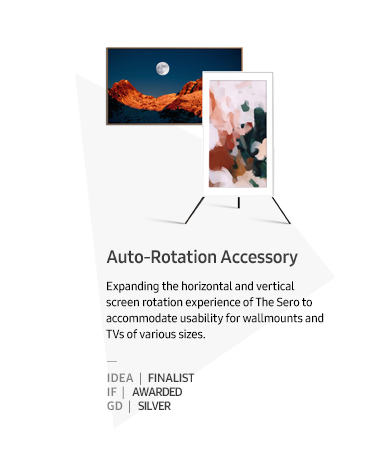 Auto-Rotation Accessory
Expanding the horizontal and vertical
screen rotation experience of The Sero to
accommodate usability for wallmounts and
TVs of various sizes.
IDEA | FINALIST
IF | AWARDED
GD | SILVER